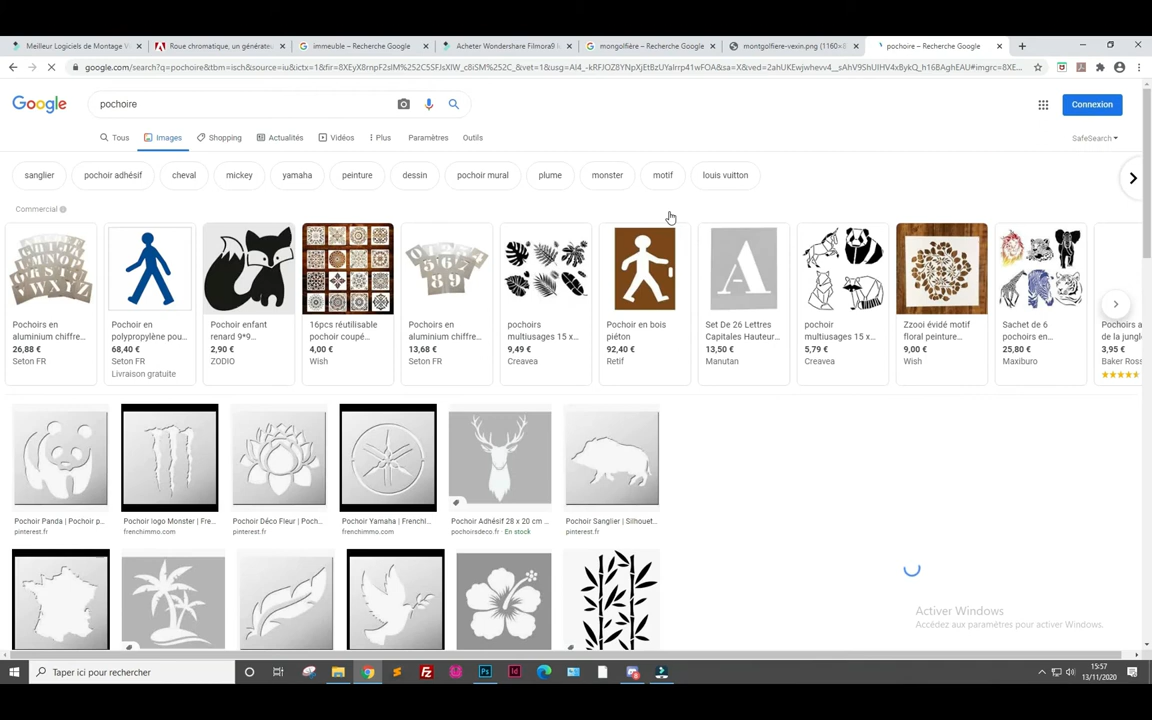 Meilleur Logiciels de Montage V
Roue chromatique, un générate
immeuble – Recherche Google
Acheter Wondershare Filmora9 l
mongolfière – Recherche Google
montgolfiere-vexin.png (1160×8
pochoire – Recherche Google
pochoire
Google
Connexion
Tous
Images
Shopping
Actualités
Vidéos
Plus
Paramètres
Outils
SafeSearch
sanglier
pochoir adhésif
cheval
mickey
yamaha
peinture
dessin
pochoir mural
plume
monster
motif
louis vuitton
Commercial
Pochoirs en
aluminium chiffre...
26,88 €
Seton FR
Pochoir en
polypropylène pou...
68,40 €
Seton FR
Livraison gratuite
Pochoir enfant
renard 9*9...
2,90 €
ZODIO
16pcs réutilisable
pochoir coupé...
4,00 €
Wish
Pochoirs en
aluminium chiffre...
13,68 €
Seton FR
pochoirs
multiusages 15 x...
9,49 €
Creavea
Pochoir en bois
piéton
92,40 €
Retif
A
Set De 26 Lettres
Capitales Hauteur...
13,50 €
Manutan
pochoir
multiusages 15 x...
5,79 €
Creavea
Zzooi évidé motif
floral peinture...
9,00 €
Wish
Sachet de 6
pochoirs en...
25,80 €
Maxiburo
Pochoirs a
de la jungle
3,95 €
Baker Ross
Pochoir Panda | Pochoir p...
pinterest.fr
Pochoir logo Monster | Fre...
frenchimmo.com
Pochoir Déco Fleur | Poch...
pinterest.fr
Pochoir Yamaha | Frenchi...
frenchimmo.com
Pochoir Adhésif 28 x 20 cm ...
pochoirsdeco.fr En stock
Pochoir Sanglier | Silhouet...
pinterest.fr
Activer Windows
Accédez aux paramètres pour activer Windows.
Taper ici pour rechercher
15:57
13/11/2020